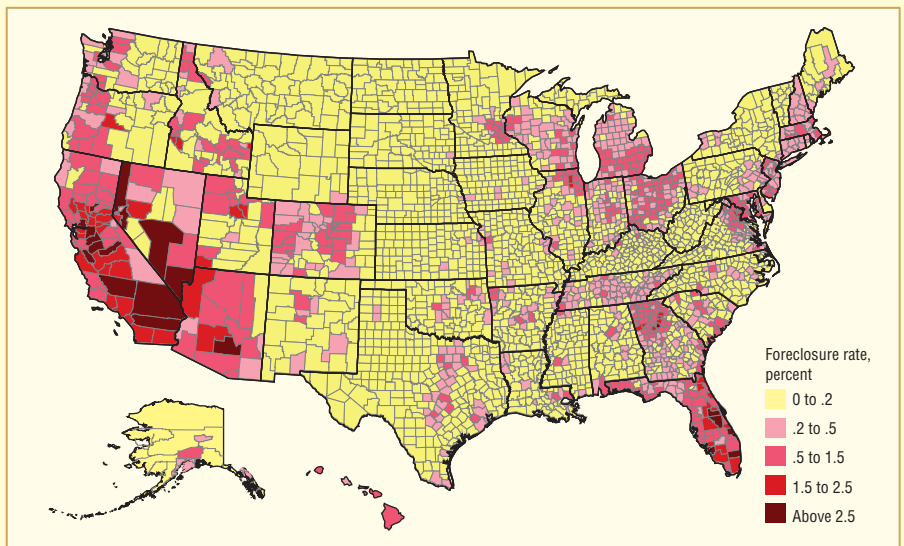 Foreclosure rate,
percent
0 to .2
.2 to .5
.5 to 1.5
1.5 to 2.5
Above 2.5